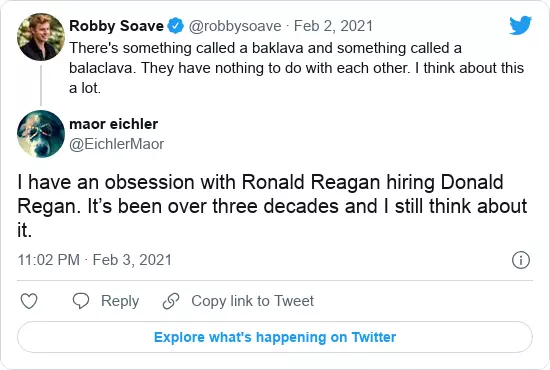 Robby Soave @robbysoave · Feb 2, 2021
There's something called a baklava and something called a
balaclava. They have nothing to do with each other. I think about this
a lot.
maor eichler
@EichlerMaor
I have an obsession with Ronald Reagan hiring Donald
Regan. It’s been over three decades and I still think about
it.
11:02 PM · Feb 3, 2021
Reply Copy link to Tweet
Explore what's happening on Twitter